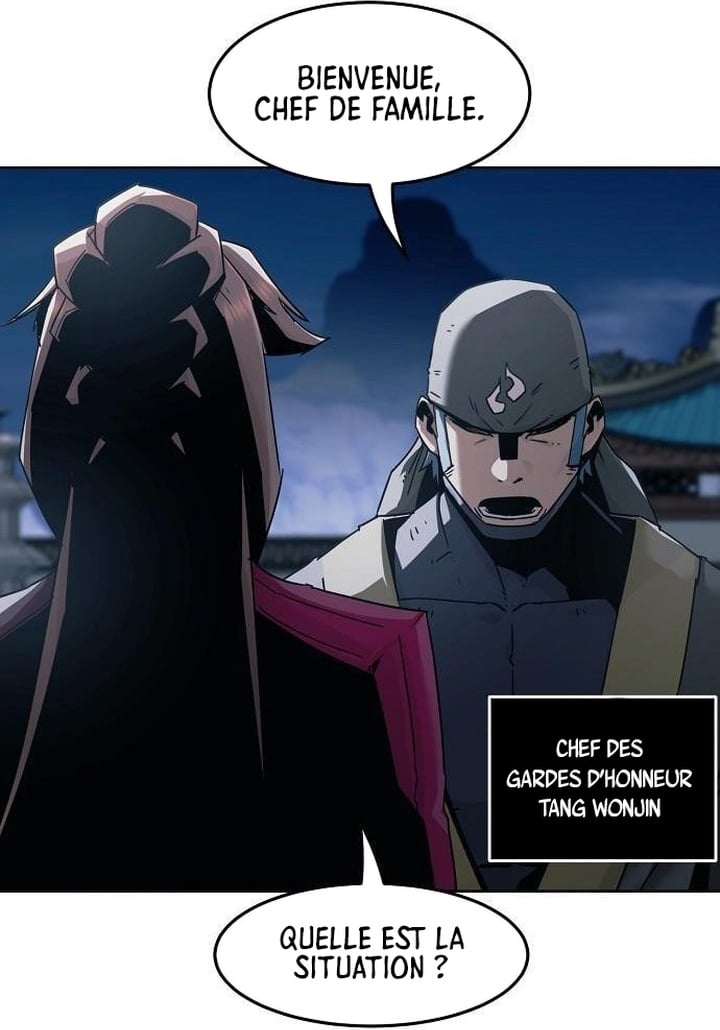 BIENVENUE,
CHEF DE FAMILLE.
CHEF DES
GARDES D'HONNEUR
TANG WONJIN
QUELLE EST LA
SITUATION ?